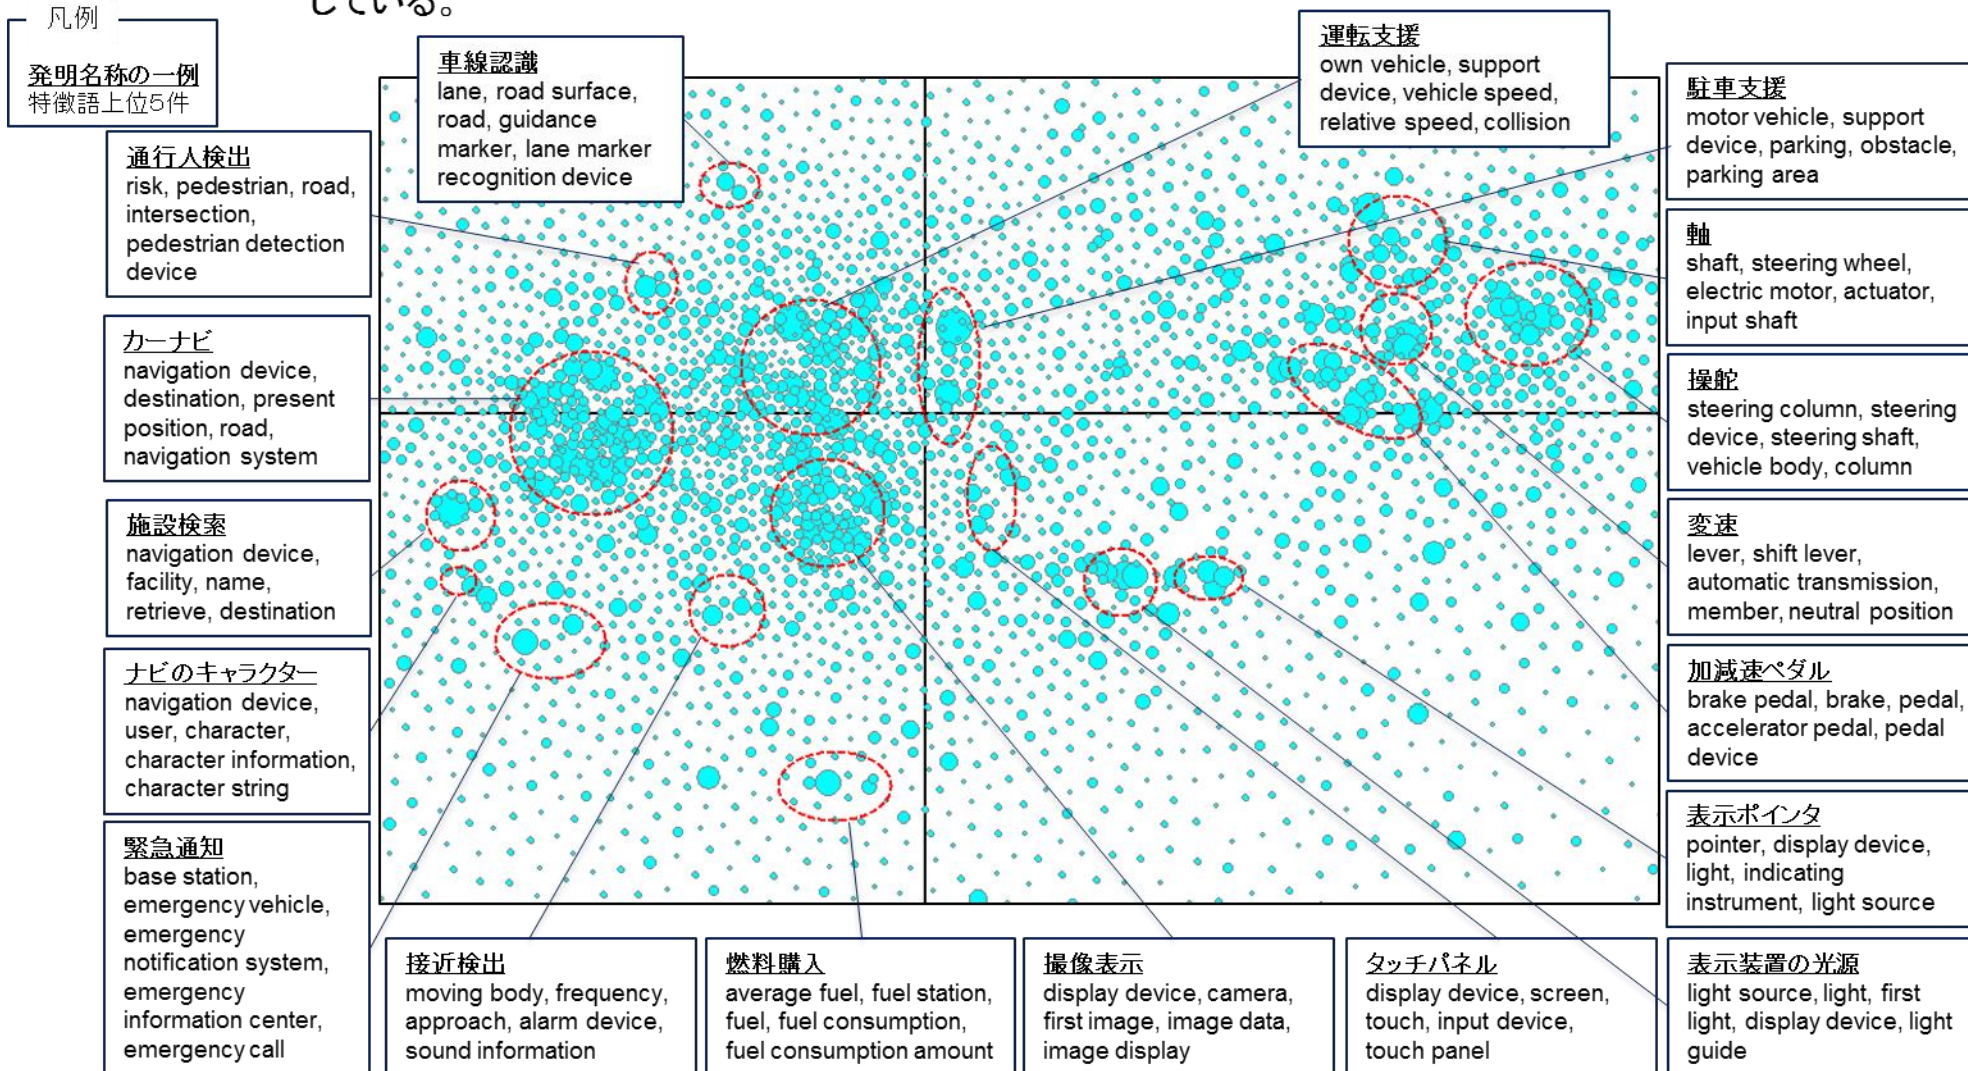 している。
凡例
発明名称の一例
特徴語上位5件
車線認識
lane, road surface,
road, guidance
marker, lane marker
recognition device
運転支援
own vehicle, support
device, vehicle speed,
relative speed, collision
駐車支援
motor vehicle, support
device, parking, obstacle,
parking area
通行人検出
risk, pedestrian, road,
intersection,
pedestrian detection
device
軸
shaft, steering wheel,
electric motor, actuator,
input shaft
カーナビ
navigation device,
destination, present
position, road,
navigation system
操舵
steering column, steering
device, steering shaft,
vehicle body, column
施設検索
navigation device,
facility, name,
retrieve, destination
変速
lever, shift lever,
automatic transmission,
member, neutral position
ナビのキャラクター
navigation device,
user, character,
character information,
character string
加減速ペダル
brake pedal, brake, pedal,
accelerator pedal, pedal
device
緊急通知
base station,
emergency vehicle,
emergency
notification system,
emergency
information center,
emergency call
表示ポインタ
pointer, display device,
light, indicating
instrument, light source
接近検出
moving body, frequency,
approach, alarm device,
sound information
燃料購入
average fuel, fuel station,
fuel, fuel consumption,
fuel consumption amount
撮像表示
display device, camera,
first image, image data,
image display
タッチパネル
display device, screen,
touch, input device,
touch panel
表示装置の光源
light source, light, first
light, display device, light
guide